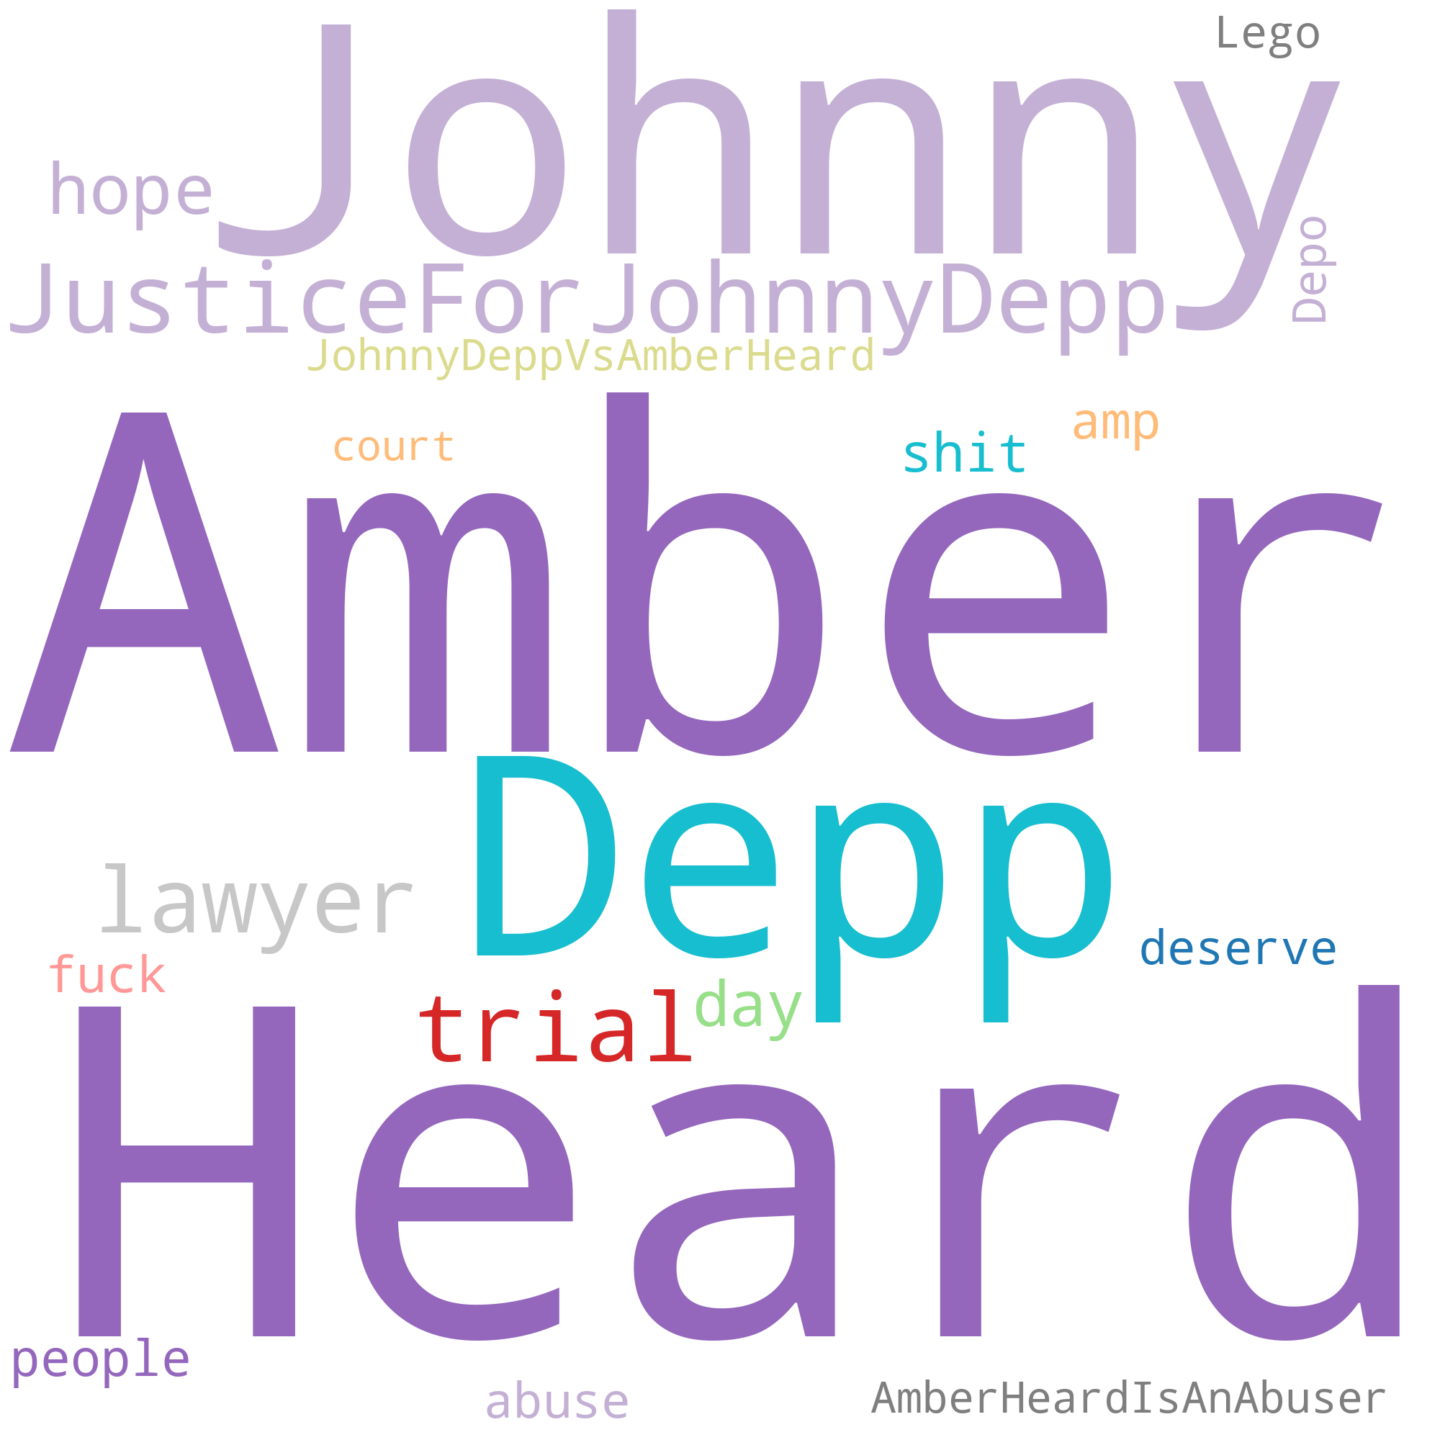 Lego
Johnny
hope
Depo
JusticeForJohnnyDepp
JohnnyDeppVsAmberHeard
amp
court
shit
Amber
Depp
lawyer
deserve
fuck
trial
day
Heard
people
abuse
AmberHeardIsAnAbuser